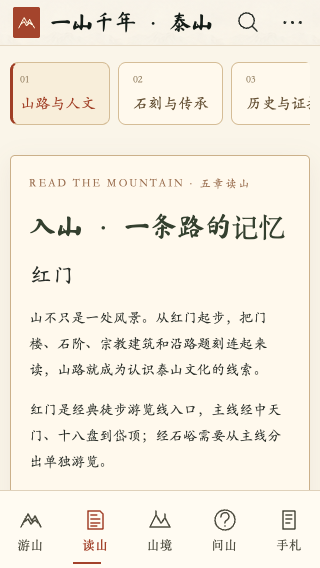 一山千年 · 泰山
01
山路与人文
02
石刻与传承
03
历史与证
READ THE MOUNTAIN · 五章读山
入山 · 一条路的记忆
红门
山不只是一处风景。从红门起步，把门
楼、石阶、宗教建筑和沿路题刻连起来
读，山路就成为认识泰山文化的线索。
红门是经典徒步游览线入口，主线经中天
门、十八盘到岱顶；经石峪需要从主线分
出单独游览。
游山
读山
山境
问山
手札